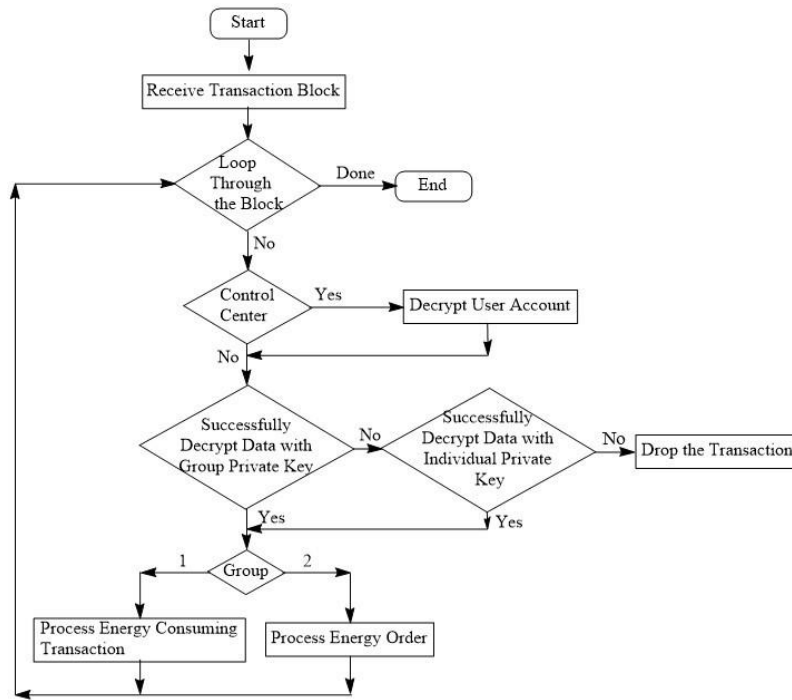 Start
Receive Transaction Block
Loop
Through
the Block
Done
End
No
Control
Center
Yes
Decrypt User Account
No
Successfully
Decrypt Data with
Group Private Key
No
Successfully
Decrypt Data with
Individual Private
Key
No
Drop the Transaction
Yes
Yes
Group
1
2
Process Energy Consuming
Transaction
Process Energy Order